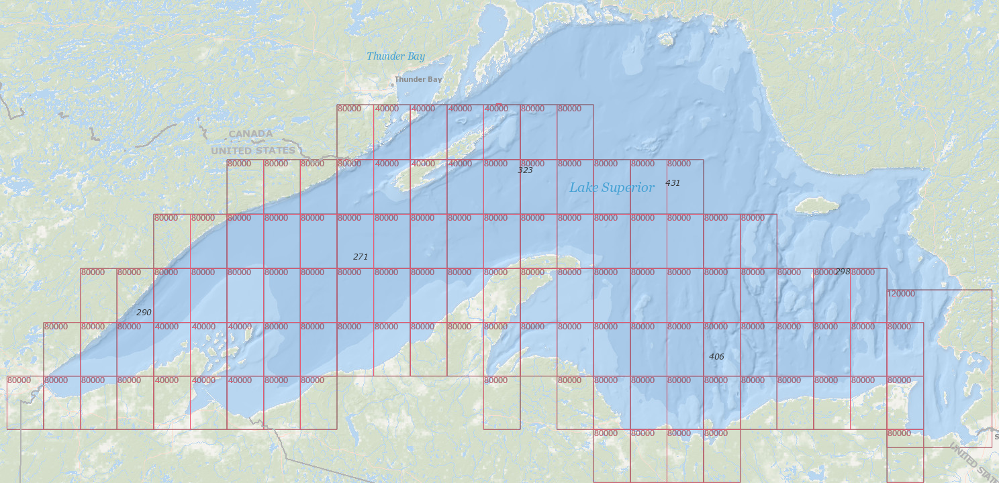 Thunder Bay
Thunder Bay
80000 40000 40000 40000 40000 80000 80000
CANADA
UNITED STATES
80000 80000 80000 80000 40000 40000 40000 80000 80000 80000 80000 80000
323
431
Lake Superior
80000 80000 80000 80000 80000 80000 80000 80000 80000 80000 80000 80000 80000 80000 80000 80000 80000
271
80000 80000 80000 80000 80000 80000 80000 80000 80000 80000 80000 80000 80000 80000 80000 80000 80000 80000 80000 80000 80000 80000
298
120000
290
80000 80000 80000 40000 40000 40000 80000 80000 80000 80000 80000 80000 80000 80000 80000 80000 80000 80000 80000 80000 80000 80000 80000 80000
406
80000 80000 80000 80000 40000 40000 40000 80000 80000 80000 80000 80000 80000 80000 80000 80000 80000 80000 80000 80000
80000 80000 80000 80000 80000
UNITED STATE